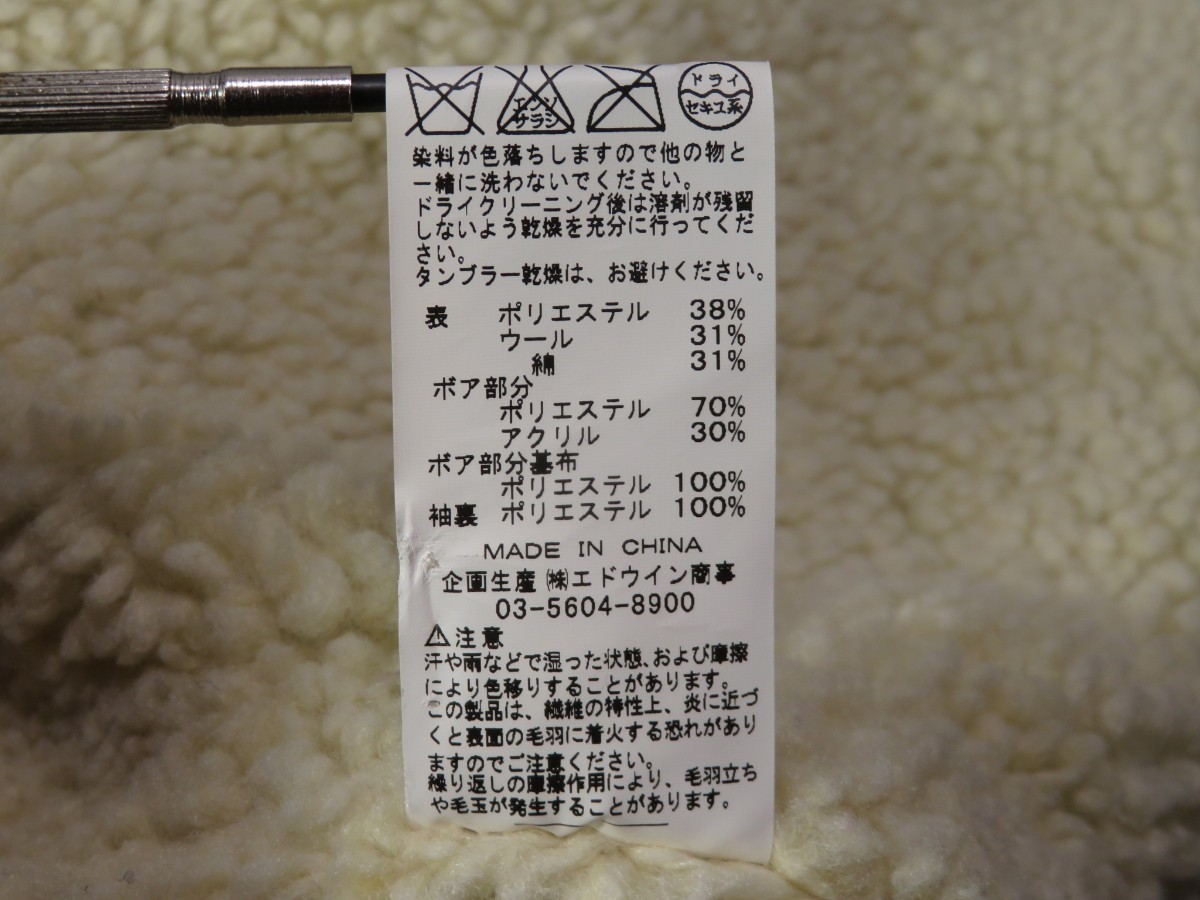 エンソ
サラシ
ドライ
セキユ系
染料が色落ちしますので他の物と
一緒に洗わないでください。
ドライクリーニング後は溶剤が残留
しないよう乾燥を充分に行ってくだ
さい。
タンブラー乾燥は、お避けください。
表 ポリエステル 38%
ウール 31%
綿 31%
ボア部分
ポリエステル 70%
アクリル 30%
ボア部分基布
ポリエステル 100%
袖裏 ポリエステル 100%
MADE IN CHINA
企画生産 ㈱エドウイン商事
03-5604-8900
⚠注意
汗や雨などで湿った状態、および摩擦
により色移りすることがあります。
この製品は、繊維の特性上、炎に近づ
くと表面の毛羽に着火する恐れがあり
ますのでご注意ください。
繰り返しの摩擦作用により、毛羽立ち
や毛玉が発生することがあります。